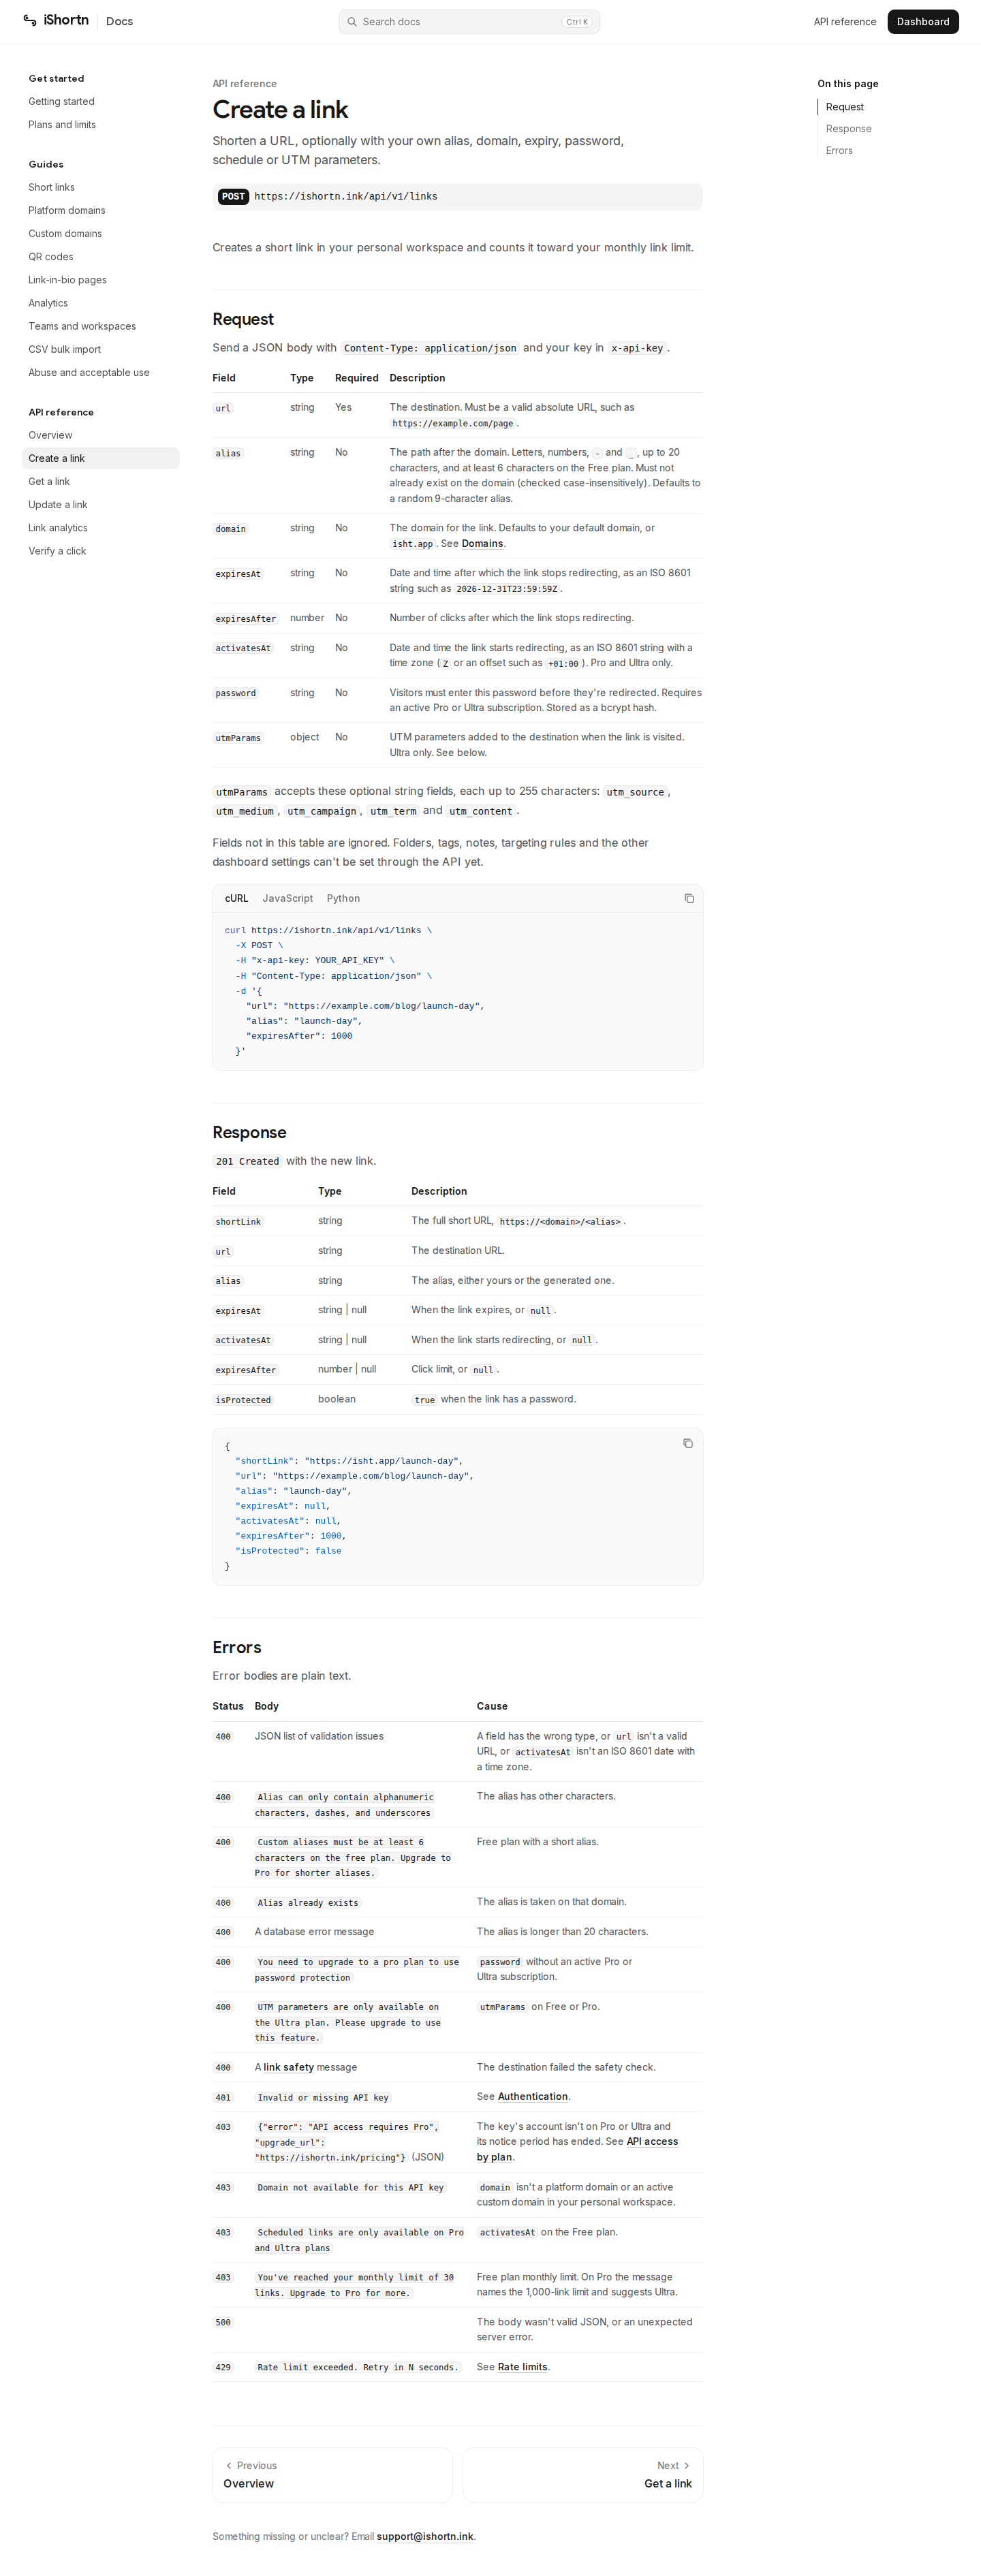 iShortn
Docs
Search docs
Ctrl K
API reference
Dashboard
Get started
Getting started
Plans and limits
Guides
Short links
Platform domains
Custom domains
QR codes
Link-in-bio pages
Analytics
Teams and workspaces
CSV bulk import
Abuse and acceptable use
API reference
Overview
Create a link
Get a link
Update a link
Link analytics
Verify a click
API reference
Create a link
Shorten a URL, optionally with your own alias, domain, expiry, password,
schedule or UTM parameters.
POST https://ishortn.ink/api/v1/links
Creates a short link in your personal workspace and counts it toward your monthly link limit.
Request
Send a JSON body with Content-Type: application/json and your key in x-api-key.
Field Type Required Description
url string Yes The destination. Must be a valid absolute URL, such as
https://example.com/page.
alias string No The path after the domain. Letters, numbers, - and _, up to 20
characters, and at least 6 characters on the Free plan. Must not
already exist on the domain (checked case-insensitively). Defaults to
a random 9-character alias.
domain string No The domain for the link. Defaults to your default domain, or
isht.app. See Domains.
expiresAt string No Date and time after which the link stops redirecting, as an ISO 8601
string such as 2026-12-31T23:59:59Z.
expiresAfter number No Number of clicks after which the link stops redirecting.
activatesAt string No Date and time the link starts redirecting, as an ISO 8601 string with a
time zone (Z or an offset such as +01:00). Pro and Ultra only.
password string No Visitors must enter this password before they're redirected. Requires
an active Pro or Ultra subscription. Stored as a bcrypt hash.
utmParams object No UTM parameters added to the destination when the link is visited.
Ultra only. See below.
utmParams accepts these optional string fields, each up to 255 characters: utm_source,
utm_medium, utm_campaign, utm_term and utm_content.
Fields not in this table are ignored. Folders, tags, notes, targeting rules and the other
dashboard settings can't be set through the API yet.
cURL JavaScript Python
curl https://ishortn.ink/api/v1/links \
-X POST \
-H "x-api-key: YOUR_API_KEY" \
-H "Content-Type: application/json" \
-d '{
"url": "https://example.com/blog/launch-day",
"alias": "launch-day",
"expiresAfter": 1000
}'
Response
201 Created with the new link.
Field Type Description
shortLink string The full short URL, https://<domain>/<alias>.
url string The destination URL.
alias string The alias, either yours or the generated one.
expiresAt string | null When the link expires, or null.
activatesAt string | null When the link starts redirecting, or null.
expiresAfter number | null Click limit, or null.
isProtected boolean true when the link has a password.
{
"shortLink": "https://isht.app/launch-day",
"url": "https://example.com/blog/launch-day",
"alias": "launch-day",
"expiresAt": null,
"activatesAt": null,
"expiresAfter": 1000,
"isProtected": false
}
Errors
Error bodies are plain text.
Status Body Cause
400 JSON list of validation issues A field has the wrong type, or url isn't a valid
URL, or activatesAt isn't an ISO 8601 date with
a time zone.
400 Alias can only contain alphanumeric The alias has other characters.
characters, dashes, and underscores
400 Custom aliases must be at least 6 Free plan with a short alias.
characters on the free plan. Upgrade to
Pro for shorter aliases.
400 Alias already exists The alias is taken on that domain.
400 A database error message The alias is longer than 20 characters.
400 You need to upgrade to a pro plan to use password without an active Pro or
password protection Ultra subscription.
400 UTM parameters are only available on utmParams on Free or Pro.
the Ultra plan. Please upgrade to use
this feature.
400 A link safety message The destination failed the safety check.
401 Invalid or missing API key See Authentication.
403 {"error": "API access requires Pro", The key's account isn't on Pro or Ultra and
"upgrade_url": its notice period has ended. See API access
"https://ishortn.ink/pricing"} (JSON) by plan.
403 Domain not available for this API key domain isn't a platform domain or an active
custom domain in your personal workspace.
403 Scheduled links are only available on Pro activatesAt on the Free plan.
and Ultra plans
403 You've reached your monthly limit of 30 Free plan monthly limit. On Pro the message
links. Upgrade to Pro for more. names the 1,000-link limit and suggests Ultra.
500 The body wasn't valid JSON, or an unexpected
server error.
429 Rate limit exceeded. Retry in N seconds. See Rate limits.
Previous
Overview
Next
Get a link
Something missing or unclear? Email support@ishortn.ink.
On this page
Request
Response
Errors